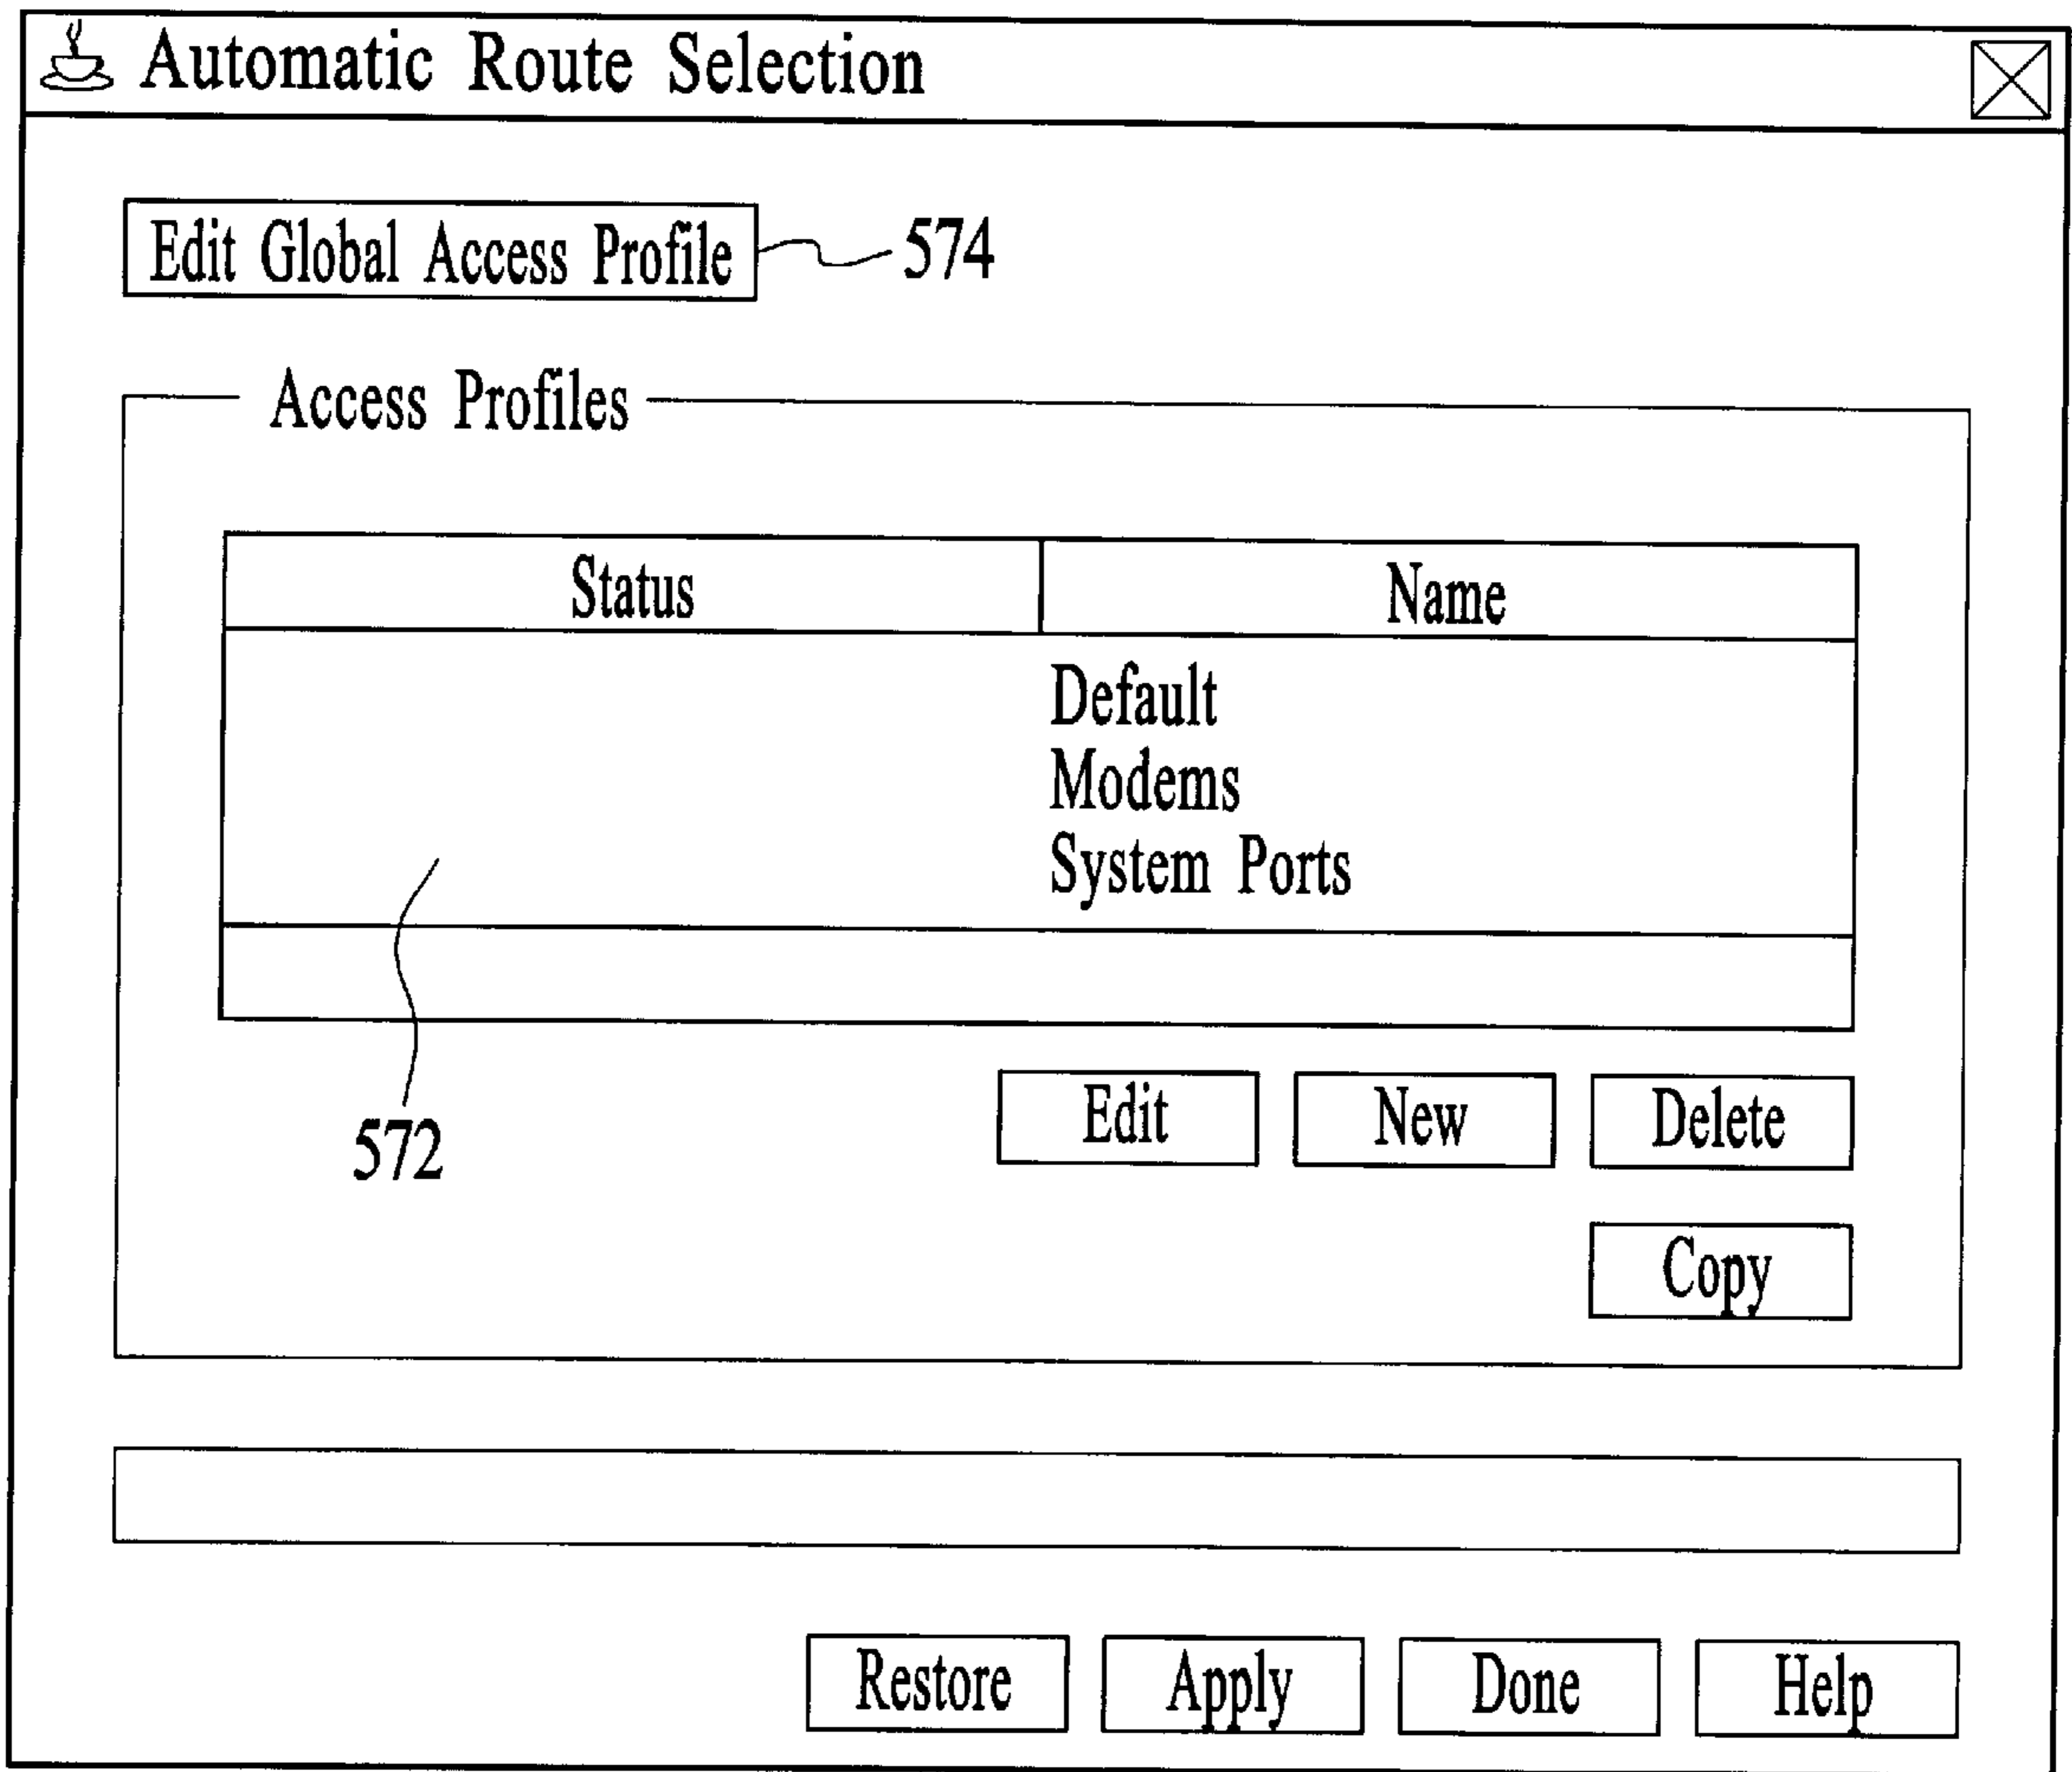 Automatic Route Selection
Edit Global Access Profile 574
Access Profiles
Status Name
Default
Modems
System Ports
572
Edit New Delete
Copy
Restore Apply Done Help